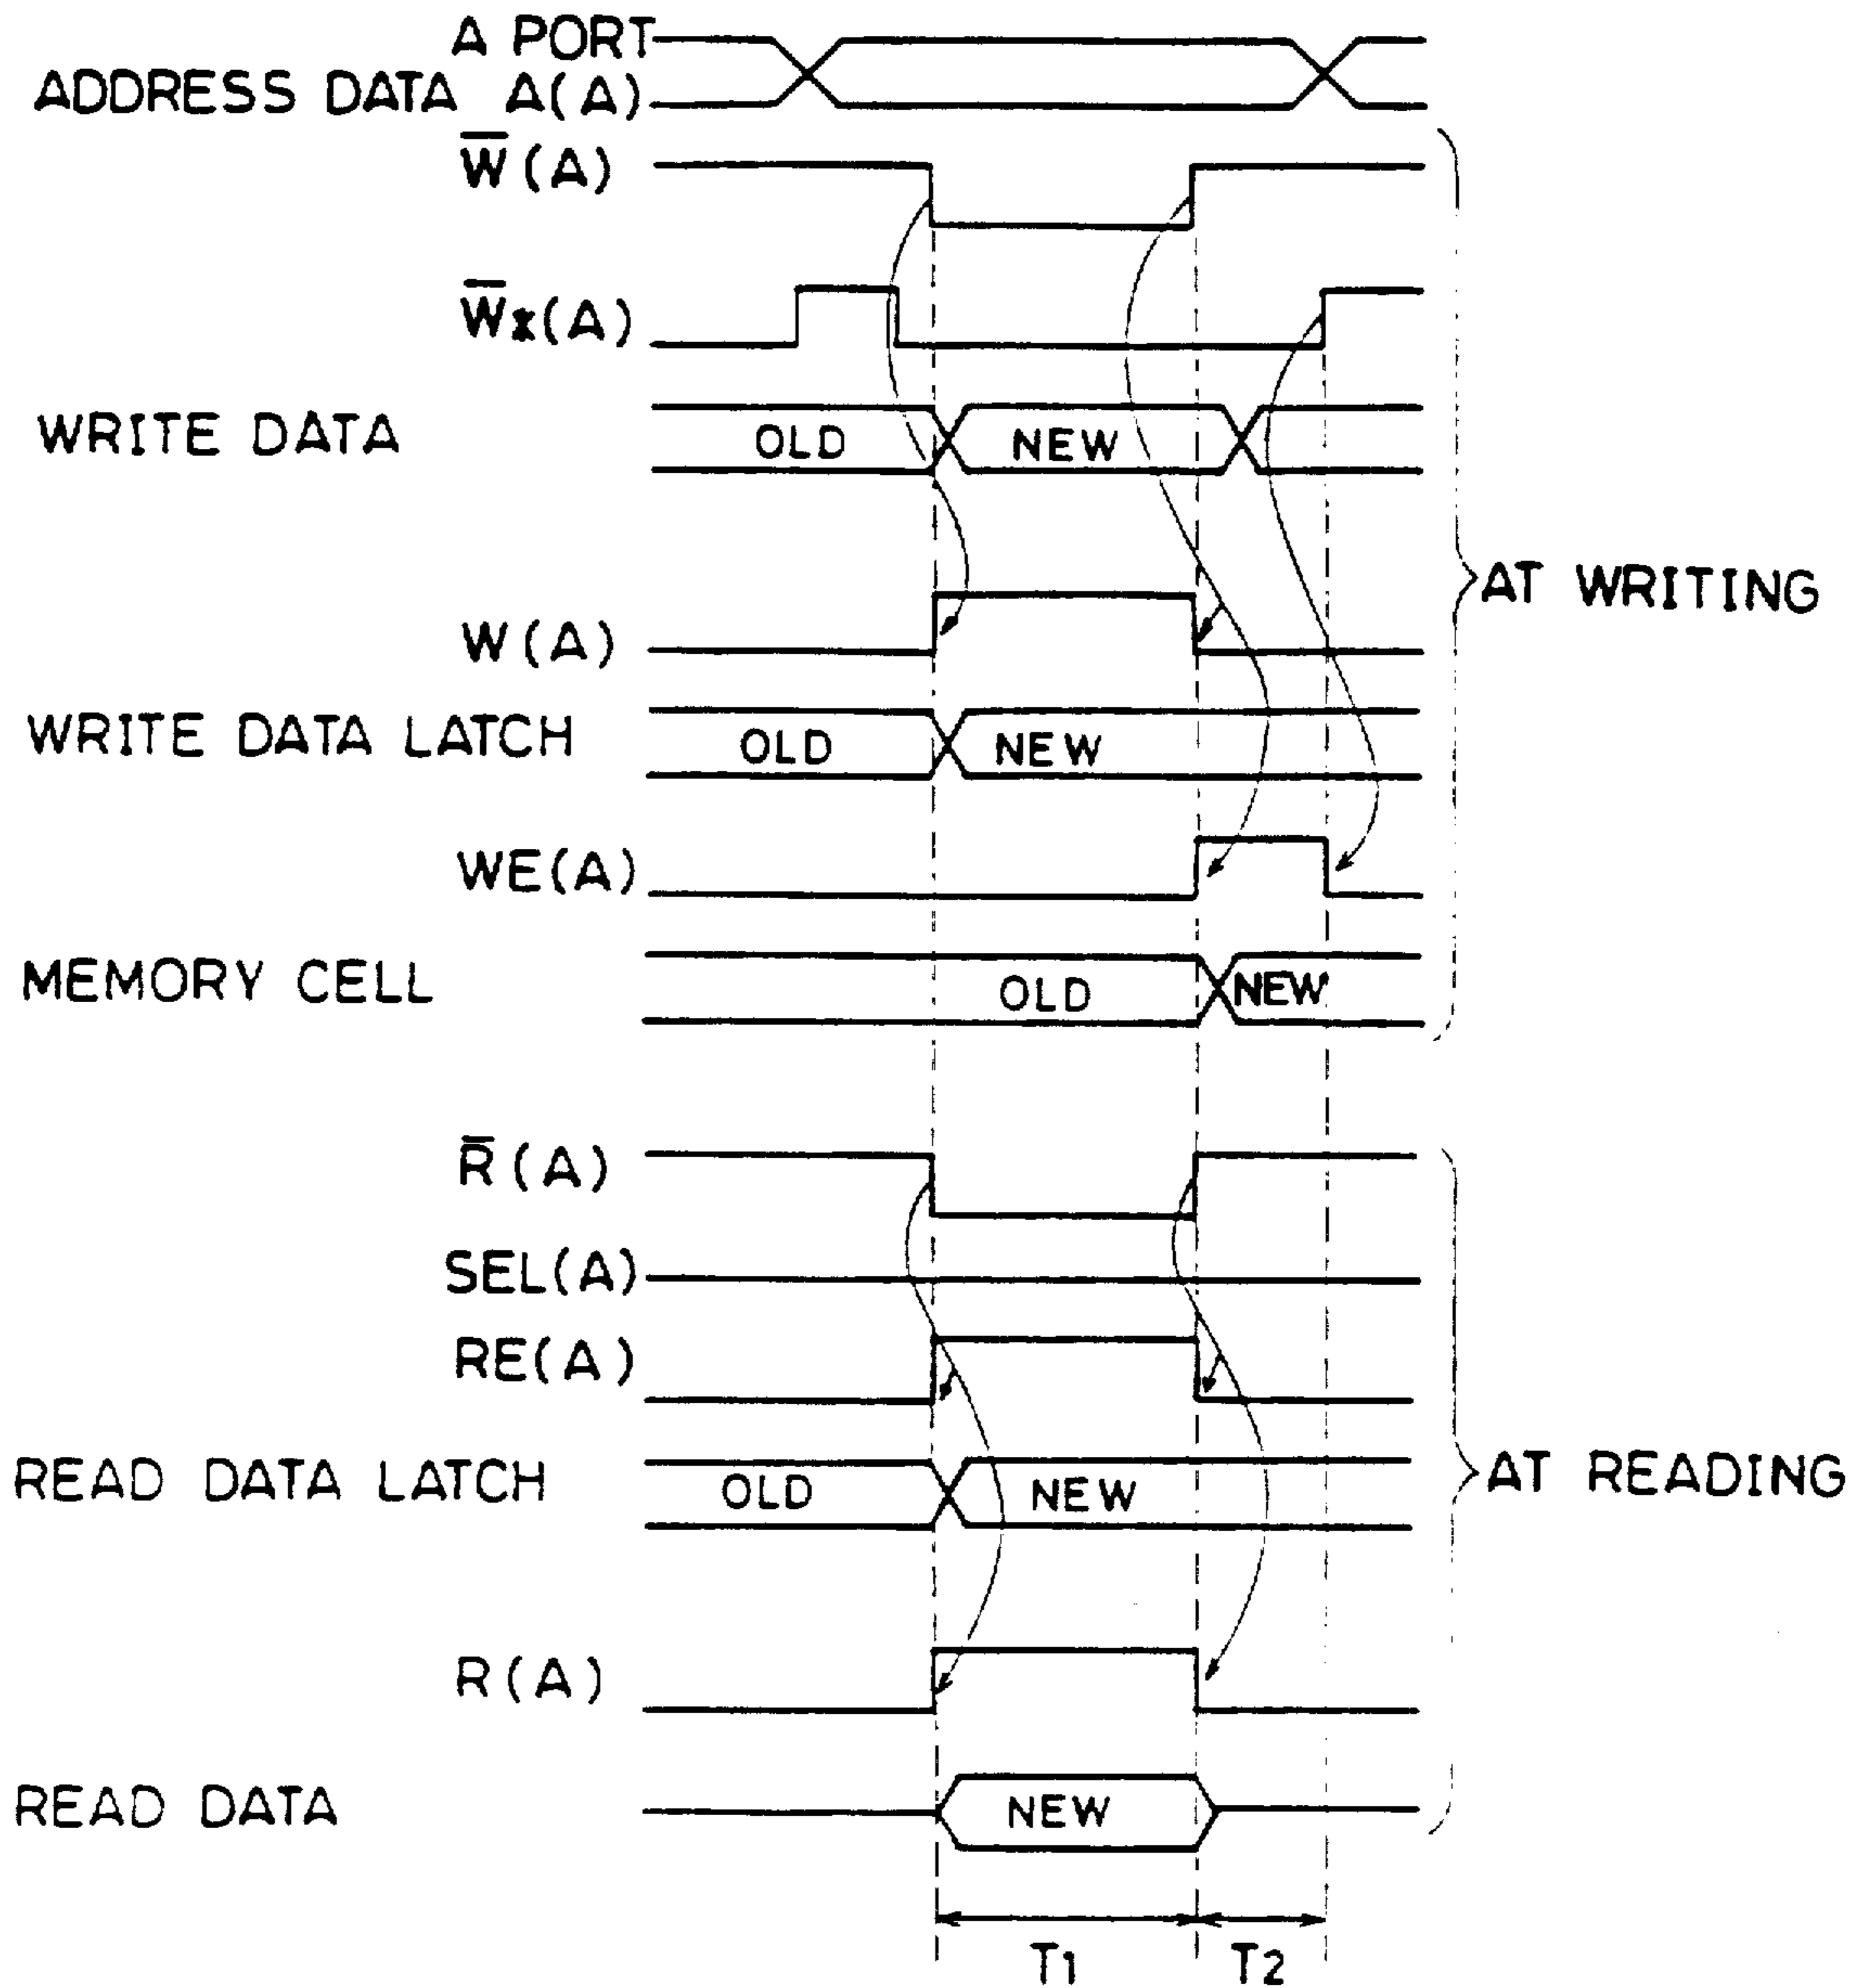 A PORT
ADDRESS DATA A(A)
W̅(A)
W̅x(A)
WRITE DATA
OLD NEW
AT WRITING
W(A)
WRITE DATA LATCH
OLD NEW
WE(A)
MEMORY CELL
OLD NEW
R̅(A)
SEL(A)
RE(A)
READ DATA LATCH
OLD NEW
AT READING
R(A)
READ DATA
NEW
T1 T2